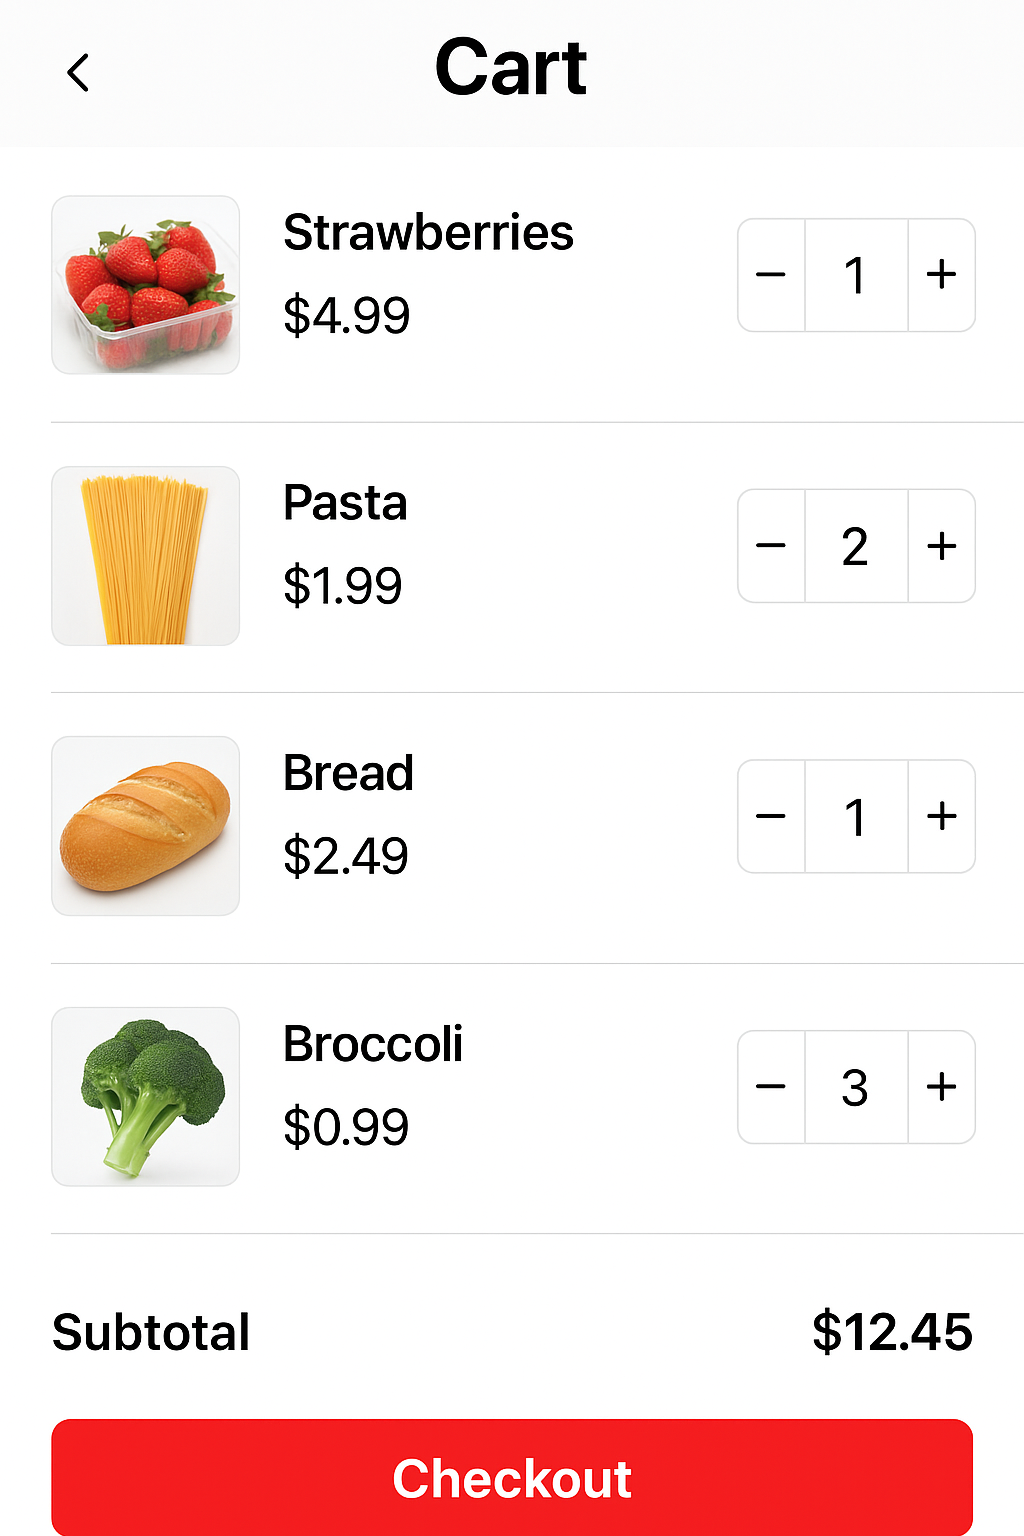 Cart
Strawberries
$4.99
− 1 +
Pasta
$1.99
− 2 +
Bread
$2.49
− 1 +
Broccoli
$0.99
− 3 +
Subtotal $12.45
Checkout